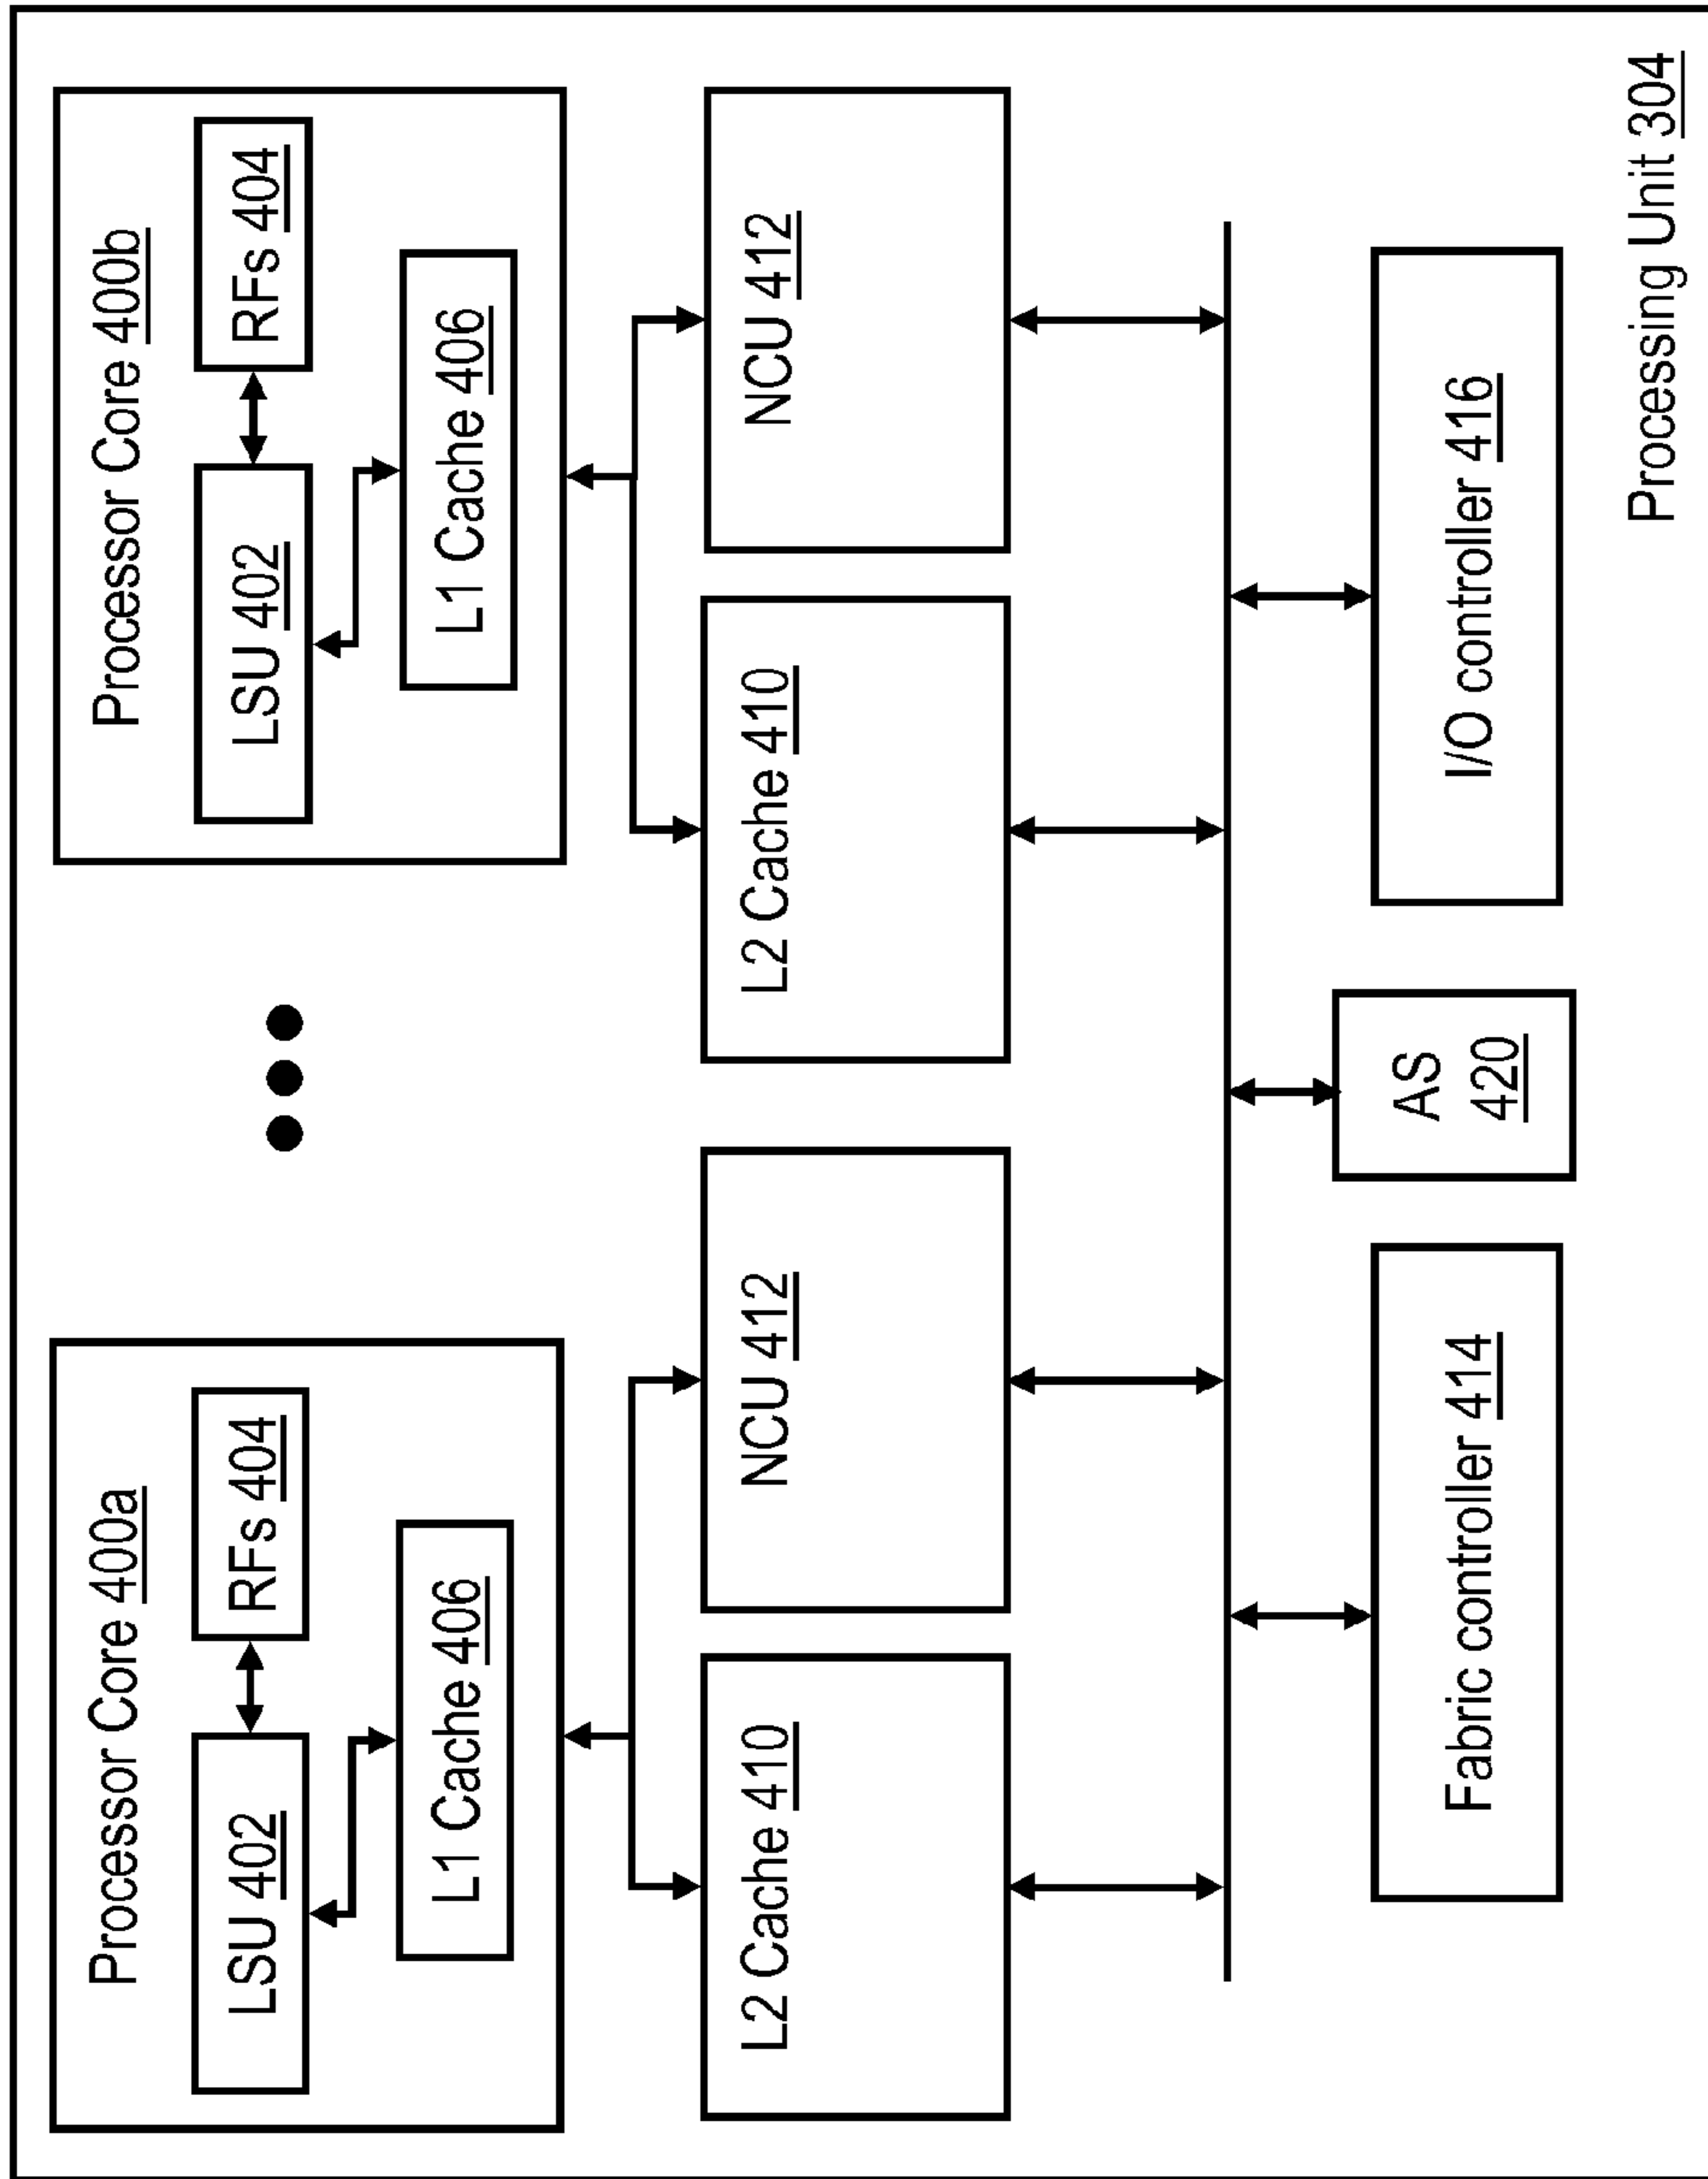 Processor Core 400a
LSU 402
RFs 404
L1 Cache 406
Processor Core 400b
LSU 402
RFs 404
L1 Cache 406
L2 Cache 410
NCU 412
L2 Cache 410
NCU 412
Fabric controller 414
AS
420
I/O controller 416
Processing Unit 304